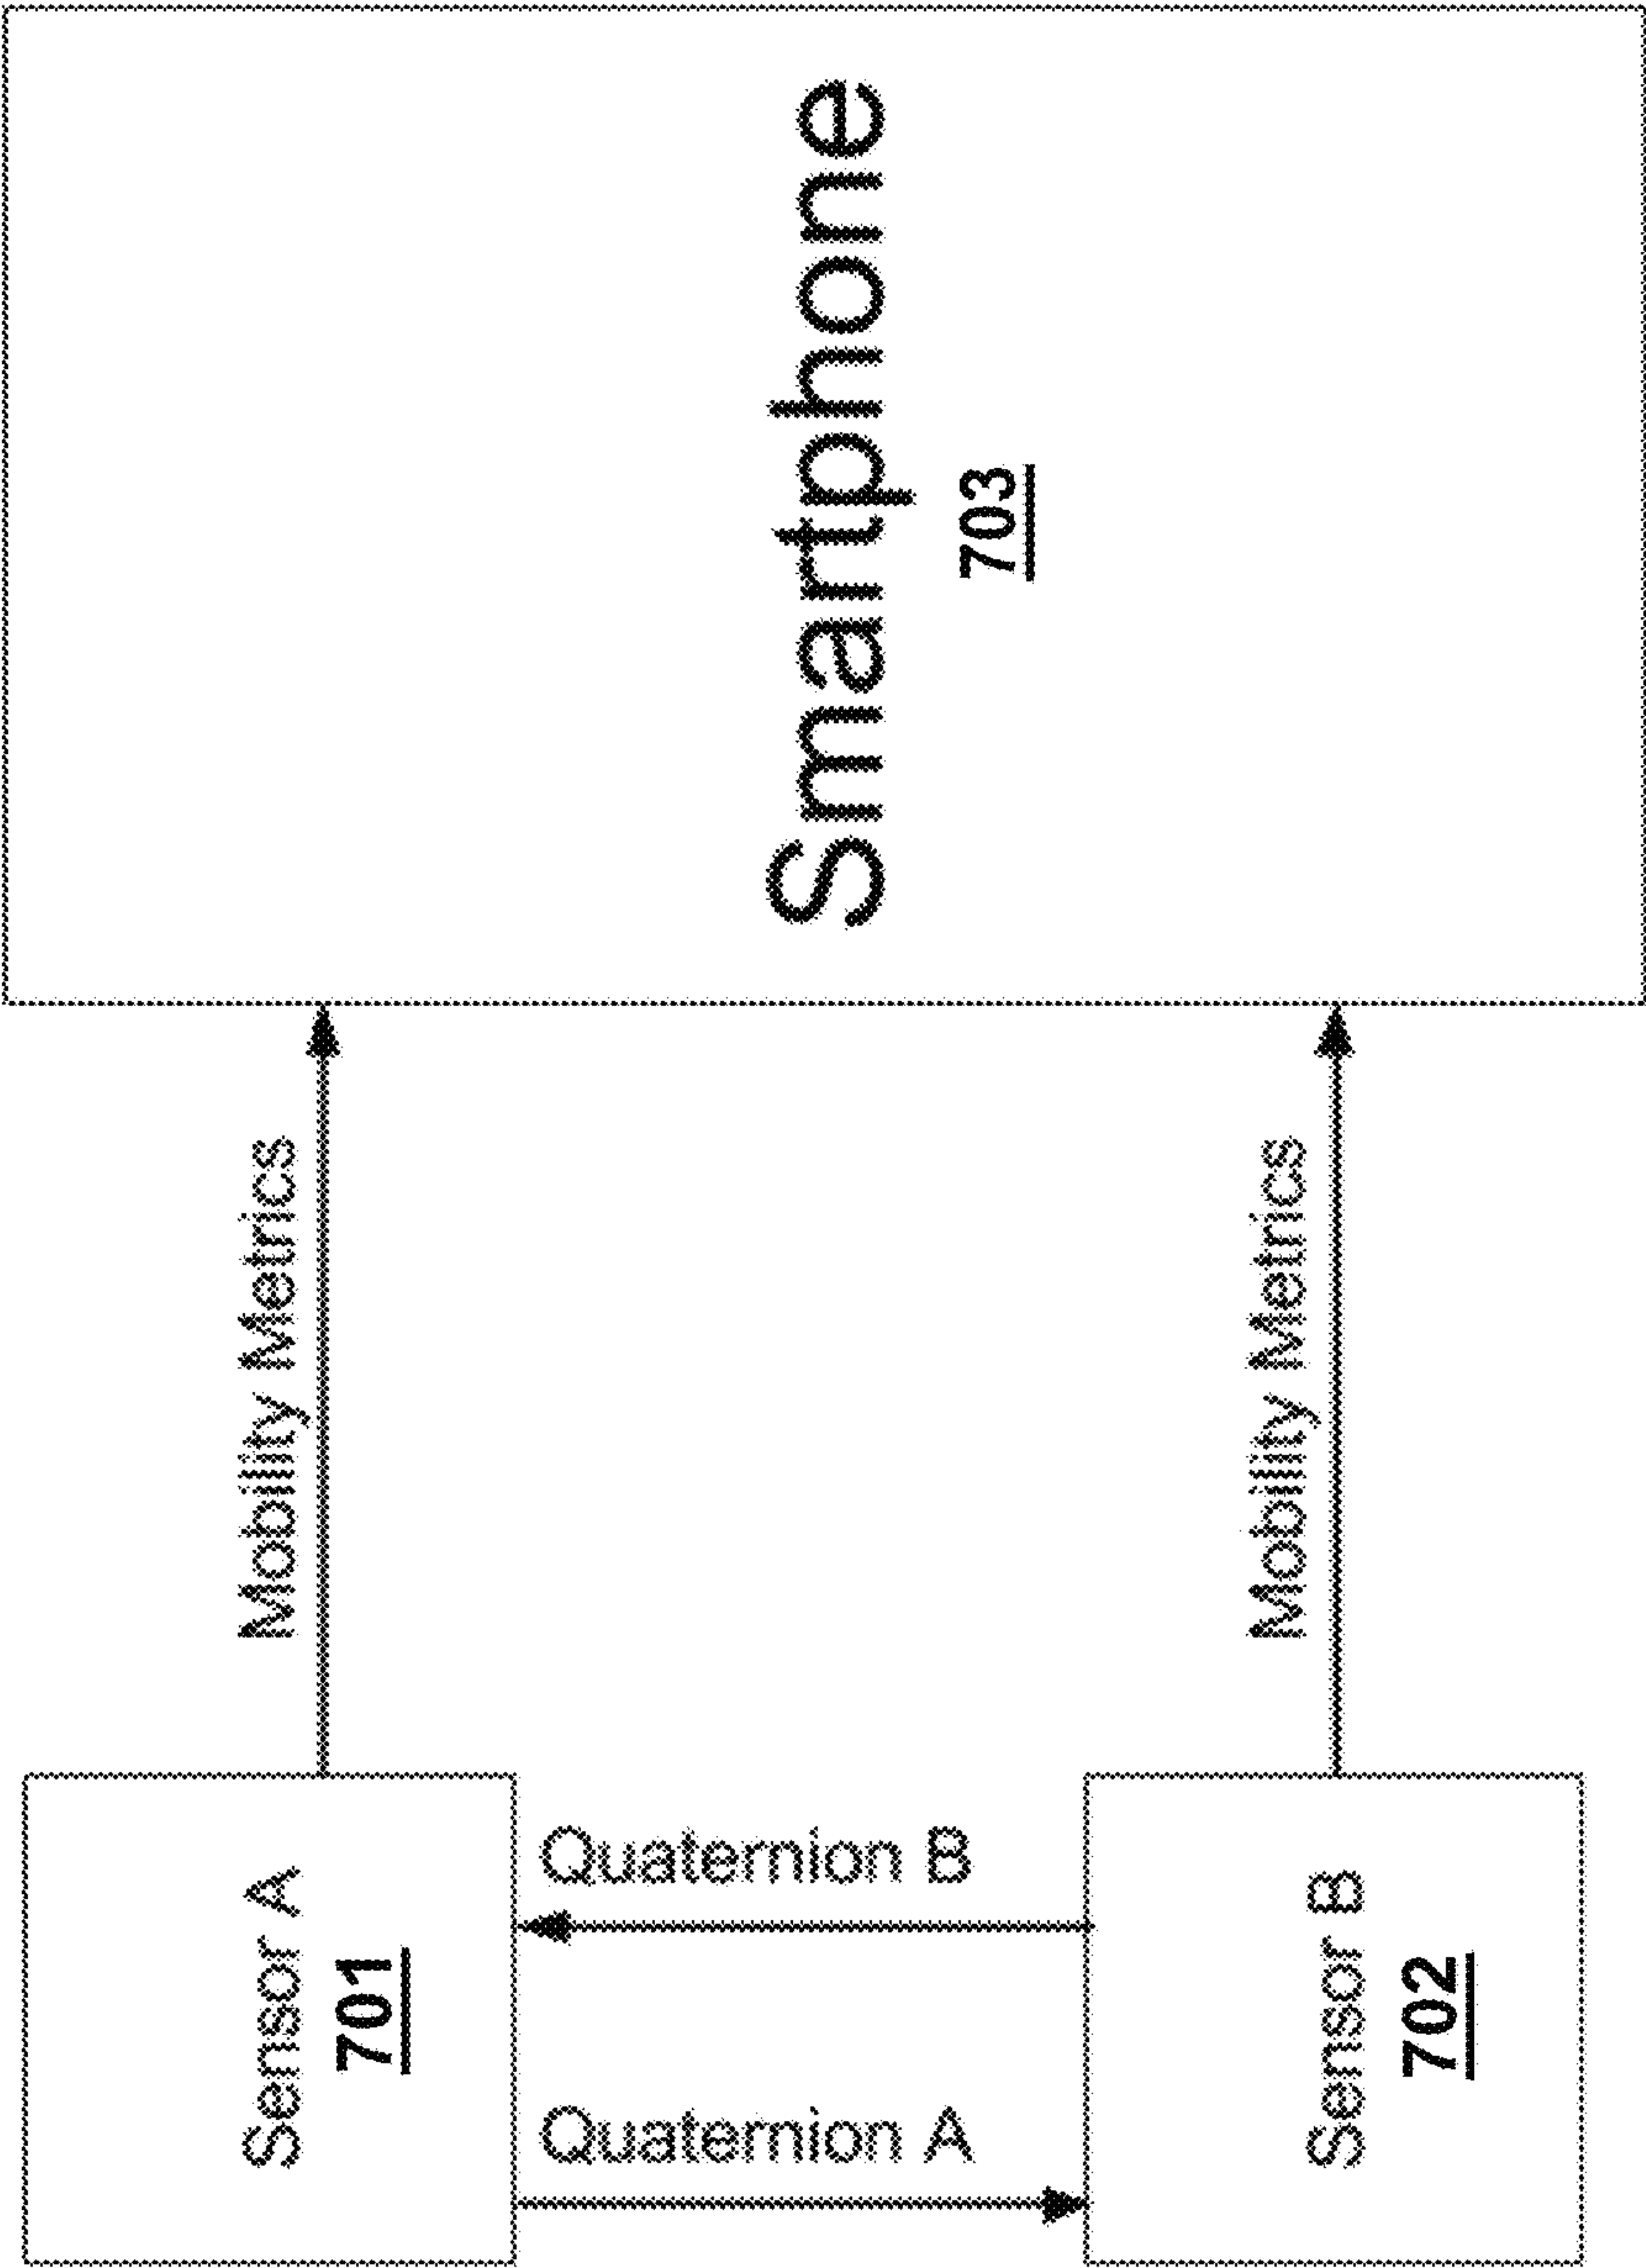 Sensor A
701
Mobility Metrics
Quaternion A
Quaternion B
Smartphone
703
Sensor B
702
Mobility Metrics